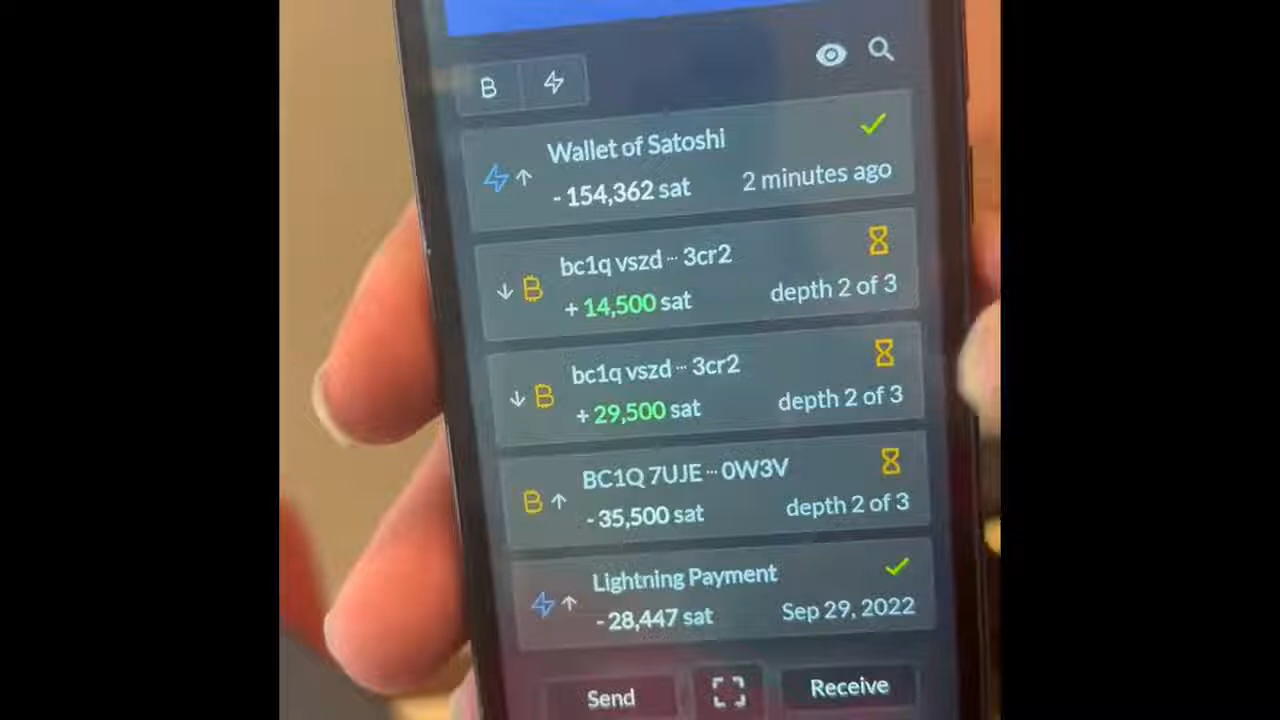 Wallet of Satoshi
- 154,362 sat 2 minutes ago
bc1q vszd ··· 3cr2
+ 14,500 sat depth 2 of 3
bc1q vszd ··· 3cr2
+ 29,500 sat depth 2 of 3
BC1Q 7UJE ··· 0W3V
- 35,500 sat depth 2 of 3
Lightning Payment
- 28,447 sat Sep 29, 2022
Send Receive